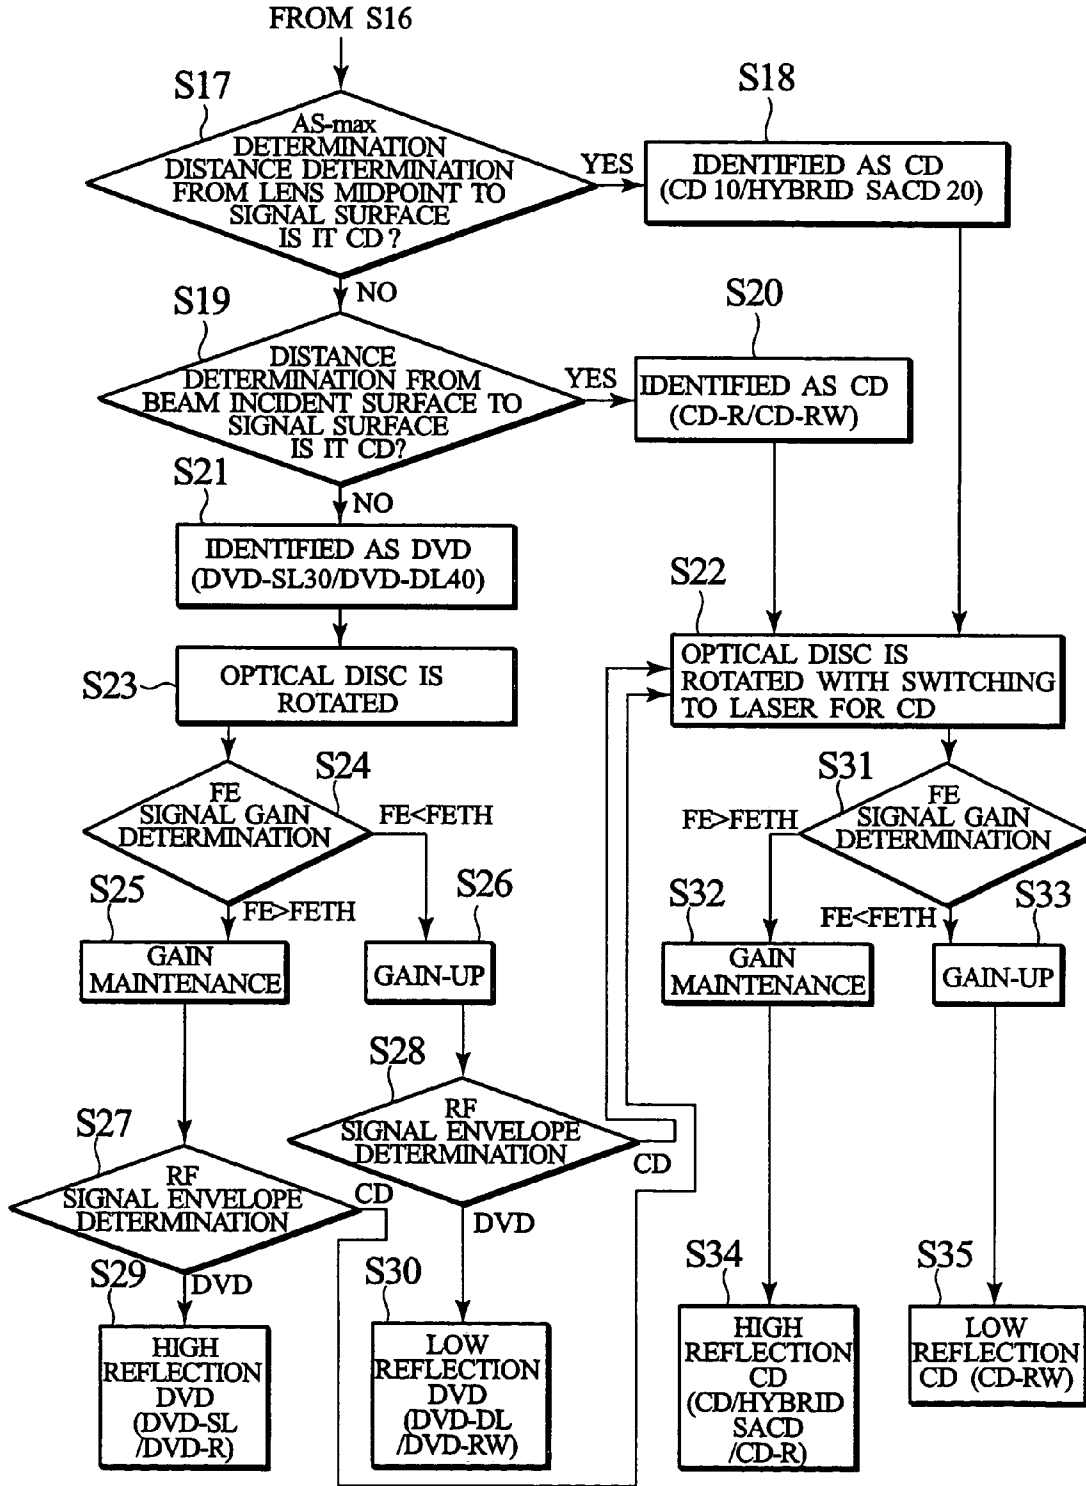 FROM S16
S17
AS-max
DETERMINATION
DISTANCE DETERMINATION
FROM LENS MIDPOINT TO
SIGNAL SURFACE
IS IT CD?
YES
S18
IDENTIFIED AS CD
(CD 10/HYBRID SACD 20)
NO
S19
DISTANCE
DETERMINATION FROM
BEAM INCIDENT SURFACE TO
SIGNAL SURFACE
IS IT CD?
YES
S20
IDENTIFIED AS CD
(CD-R/CD-RW)
NO
S21
IDENTIFIED AS DVD
(DVD-SL30/DVD-DL40)
S22
OPTICAL DISC IS
ROTATED WITH SWITCHING
TO LASER FOR CD
S23
OPTICAL DISC IS
ROTATED
S24
FE
SIGNAL GAIN
DETERMINATION
FE<FETH
FE>FETH
S25
GAIN
MAINTENANCE
S26
GAIN-UP
S31
FE
SIGNAL GAIN
DETERMINATION
FE>FETH
FE<FETH
S32
GAIN
MAINTENANCE
S33
GAIN-UP
S28
RF
SIGNAL ENVELOPE
DETERMINATION
CD
DVD
S27
RF
SIGNAL ENVELOPE
DETERMINATION
CD
DVD
S29
HIGH
REFLECTION
DVD
(DVD-SL
/DVD-R)
S30
LOW
REFLECTION
DVD
(DVD-DL
/DVD-RW)
S34
HIGH
REFLECTION
CD
(CD/HYBRID
SACD
/CD-R)
S35
LOW
REFLECTION
CD (CD-RW)